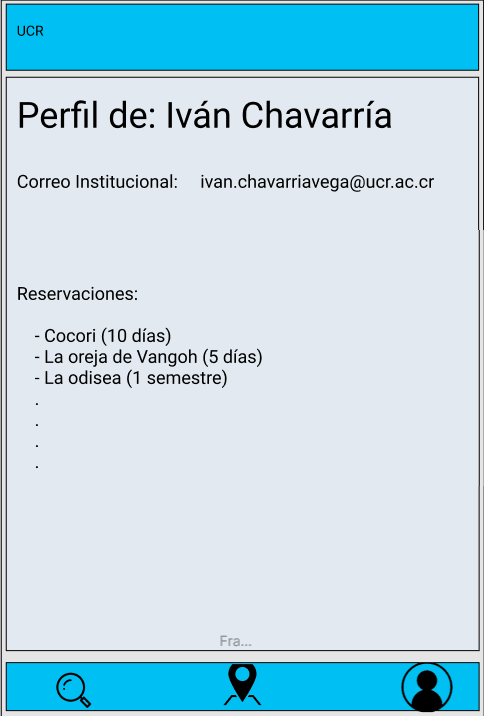 UCR
Perfil de: Iván Chavarría
Correo Institucional: ivan.chavarriavega@ucr.ac.cr
Reservaciones:
- Cocori (10 días)
- La oreja de Vangoh (5 días)
- La odisea (1 semestre)
.
.
.
.
Fra...